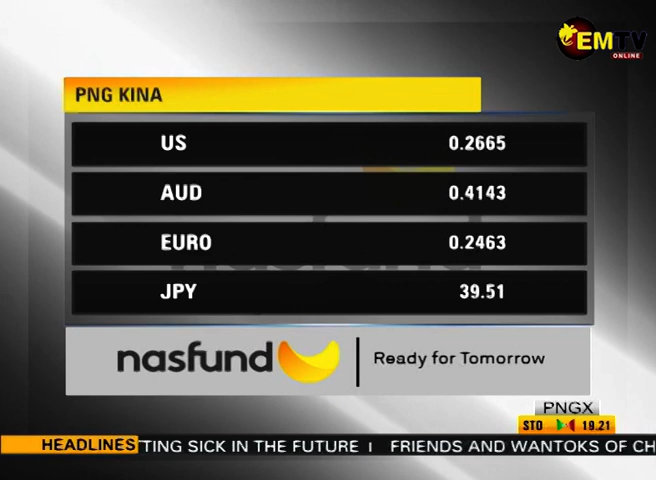 EMTV
ONLINE
PNG KINA
US 0.2665
AUD 0.4143
EURO 0.2463
JPY 39.51
nasfund
nasfund Ready for Tomorrow
PNGX
STO 19.21
HEADLINES TING SICK IN THE FUTURE I FRIENDS AND WANTOKS OF CH